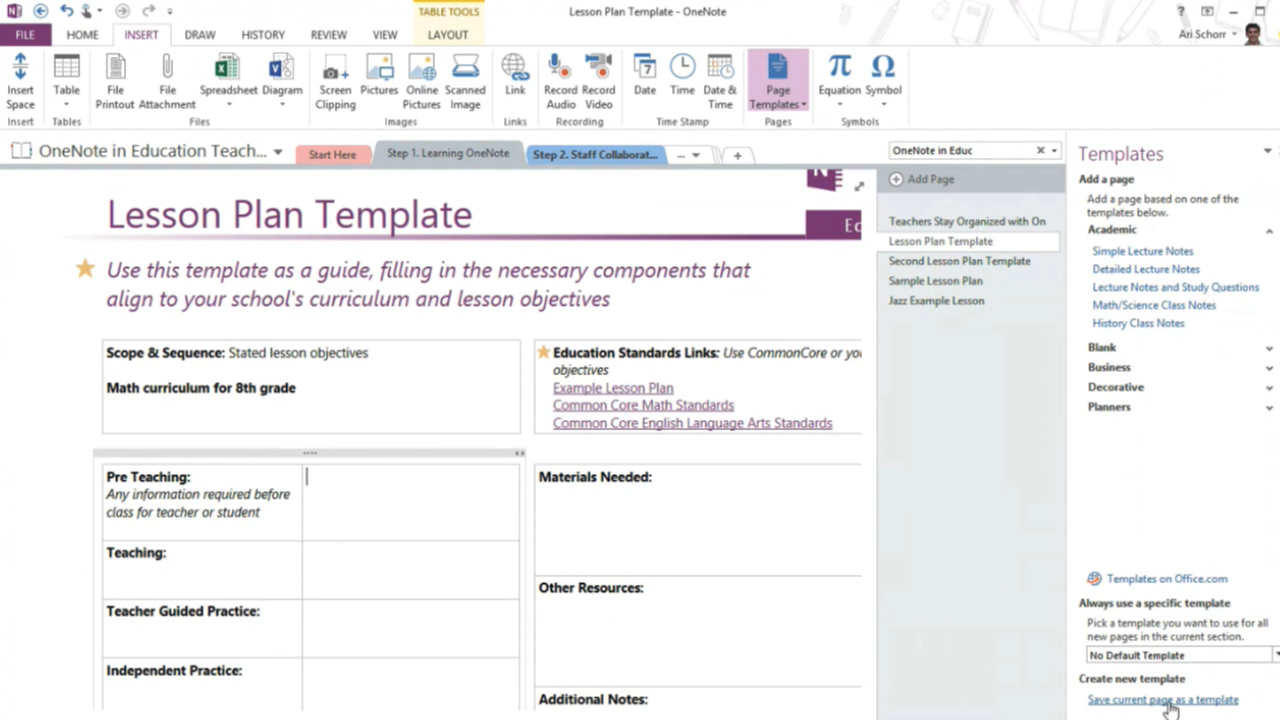 TABLE TOOLS
Lesson Plan Template - OneNote
?
FILE HOME INSERT DRAW HISTORY REVIEW VIEW LAYOUT
Ari Schorr
Insert Space
Table
File Printout
File Attachment
Spreadsheet
Diagram
Screen Clipping
Pictures
Online Pictures
Scanned Image
Link
Record Audio
Record Video
Date
Time
Date & Time
Page Templates
π
Equation
Ω
Symbol
Insert Tables Files Images Links Recording Time Stamp Pages Symbols
OneNote in Education Teach...
Start Here
Step 1. Learning OneNote
Step 2. Staff Collaborat...
...
OneNote in Educ
Lesson Plan Template
Use this template as a guide, filling in the necessary components that
align to your school's curriculum and lesson objectives
Scope & Sequence: Stated lesson objectives
Math curriculum for 8th grade
Education Standards Links: Use CommonCore or you
objectives
Example Lesson Plan
Common Core Math Standards
Common Core English Language Arts Standards
Pre Teaching:
Any information required before
class for teacher or student
Teaching:
Teacher Guided Practice:
Independent Practice:
Materials Needed:
Other Resources:
Additional Notes:
Add Page
Teachers Stay Organized with On
Lesson Plan Template
Second Lesson Plan Template
Sample Lesson Plan
Jazz Example Lesson
Templates
Add a page
Add a page based on one of the
templates below.
Academic
Simple Lecture Notes
Detailed Lecture Notes
Lecture Notes and Study Questions
Math/Science Class Notes
History Class Notes
Blank
Business
Decorative
Planners
Templates on Office.com
Always use a specific template
Pick a template you want to use for all
new pages in the current section.
No Default Template
Create new template
Save current page as a template